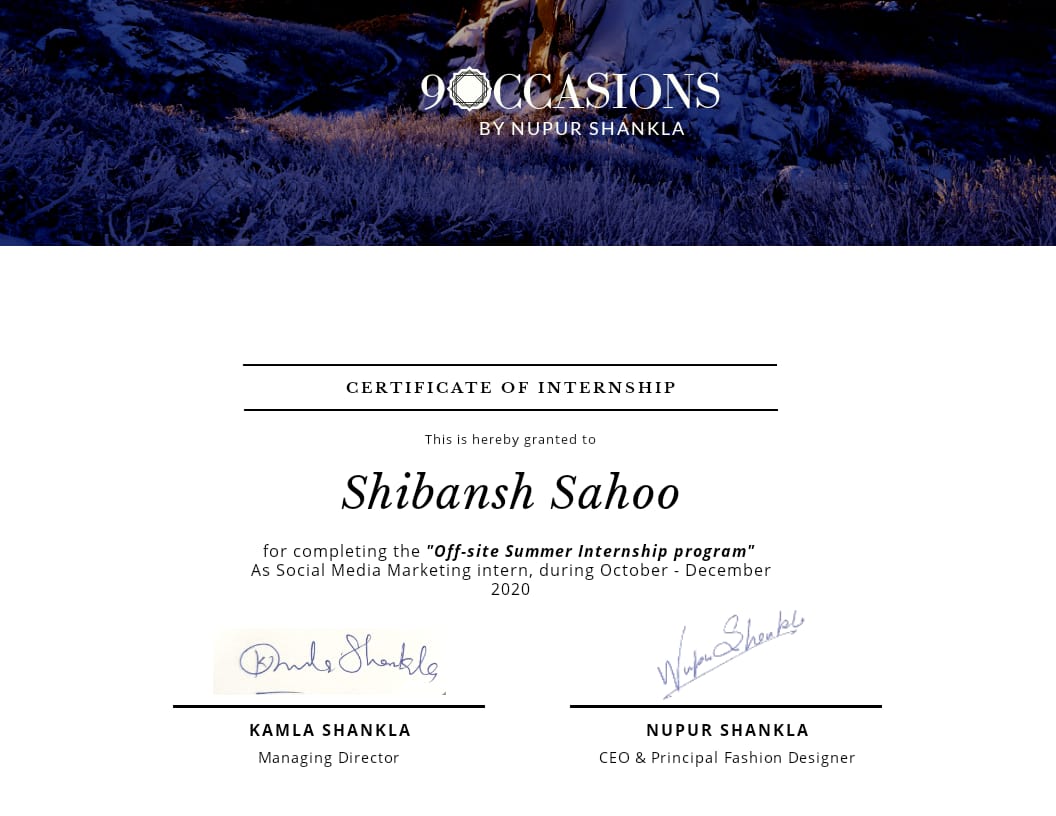 9OCCASIONS
BY NUPUR SHANKLA
CERTIFICATE OF INTERNSHIP
This is hereby granted to
Shibansh Sahoo
for completing the "Off-site Summer Internship program"
As Social Media Marketing intern, during October - December
2020
Kamla Shankla
Nupur Shankla
KAMLA SHANKLA
NUPUR SHANKLA
Managing Director
CEO & Principal Fashion Designer